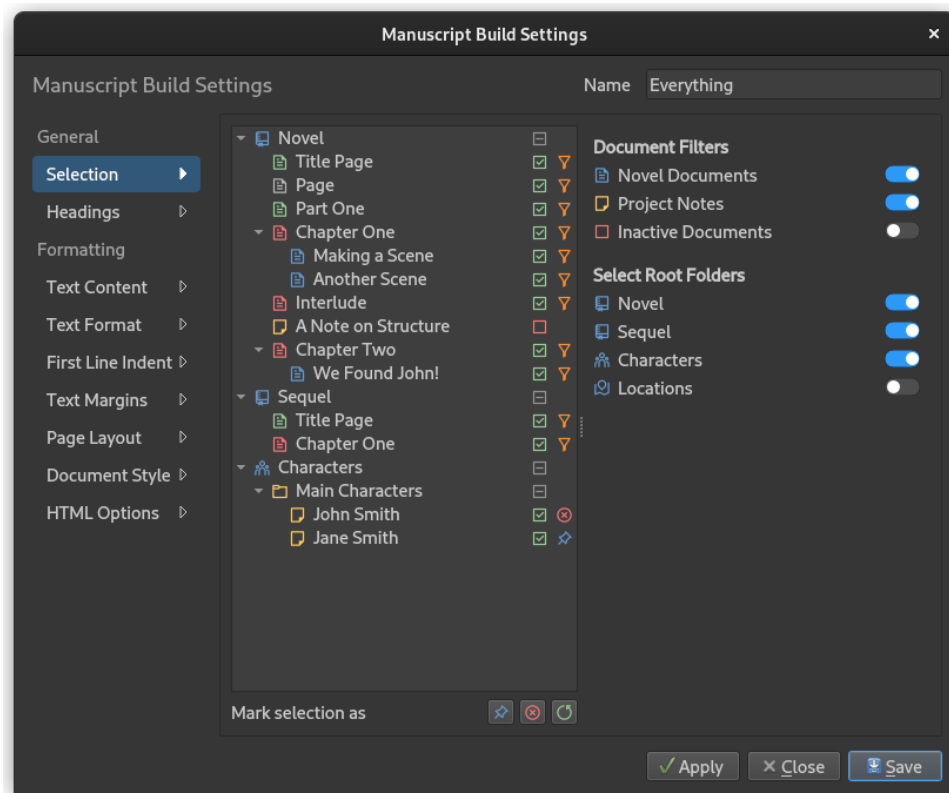 Manuscript Build Settings
Manuscript Build Settings
Name Everything
General
Selection
Headings
Formatting
Text Content
Text Format
First Line Indent
Text Margins
Page Layout
Document Style
HTML Options
Novel
Title Page
Page
Part One
Chapter One
Making a Scene
Another Scene
Interlude
A Note on Structure
Chapter Two
We Found John!
Sequel
Title Page
Chapter One
Characters
Main Characters
John Smith
Jane Smith
Mark selection as
Document Filters
Novel Documents
Project Notes
Inactive Documents
Select Root Folders
Novel
Sequel
Characters
Locations
Apply
Close
Save